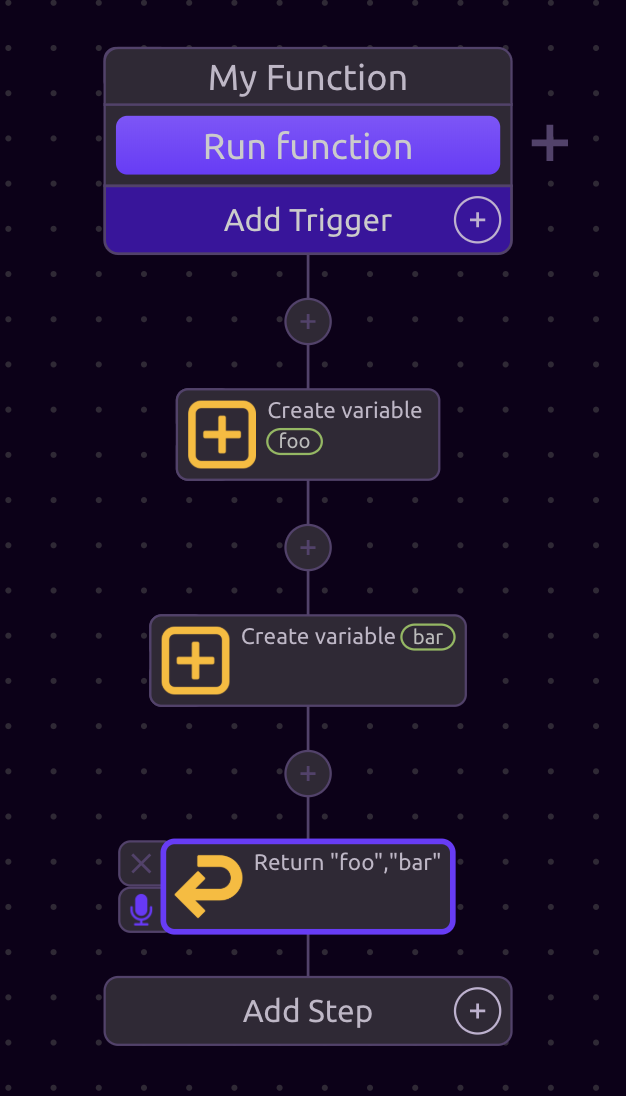 My Function
Run function
Add Trigger
Create variable
foo
Create variable bar
Return "foo","bar"
Add Step